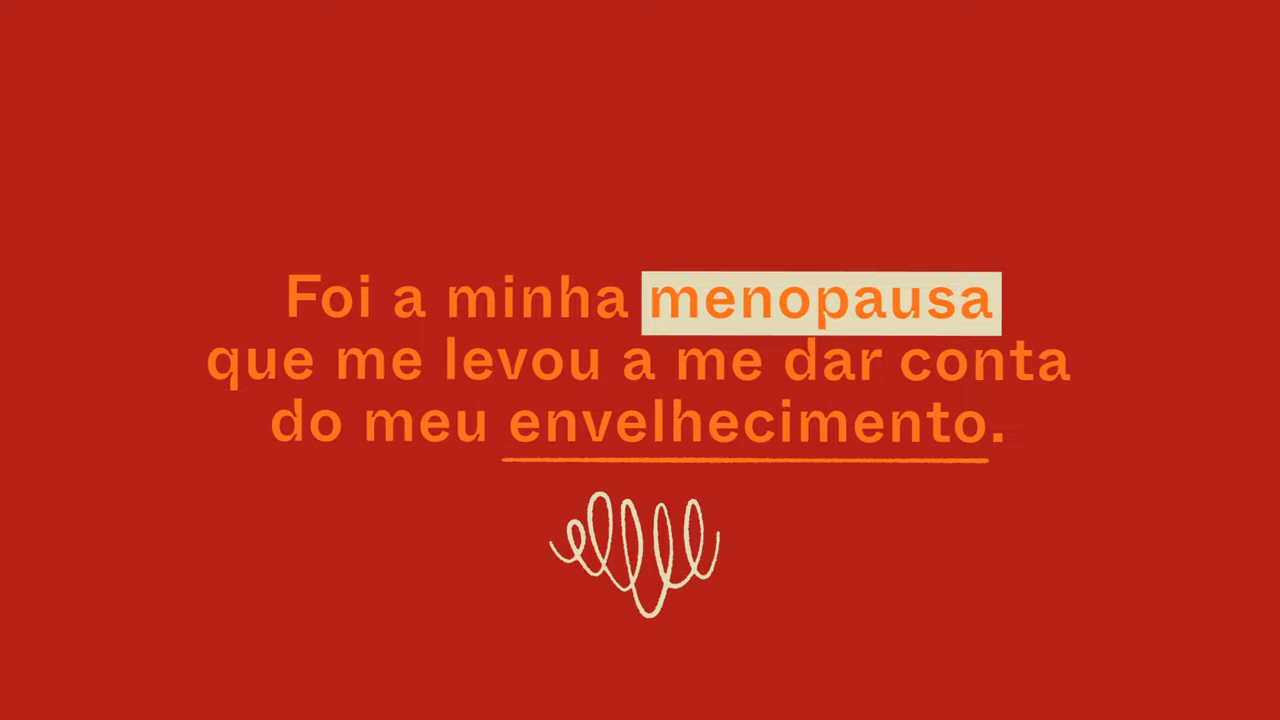 Foi a minha menopausa
que me levou a me dar conta
do meu envelhecimento.